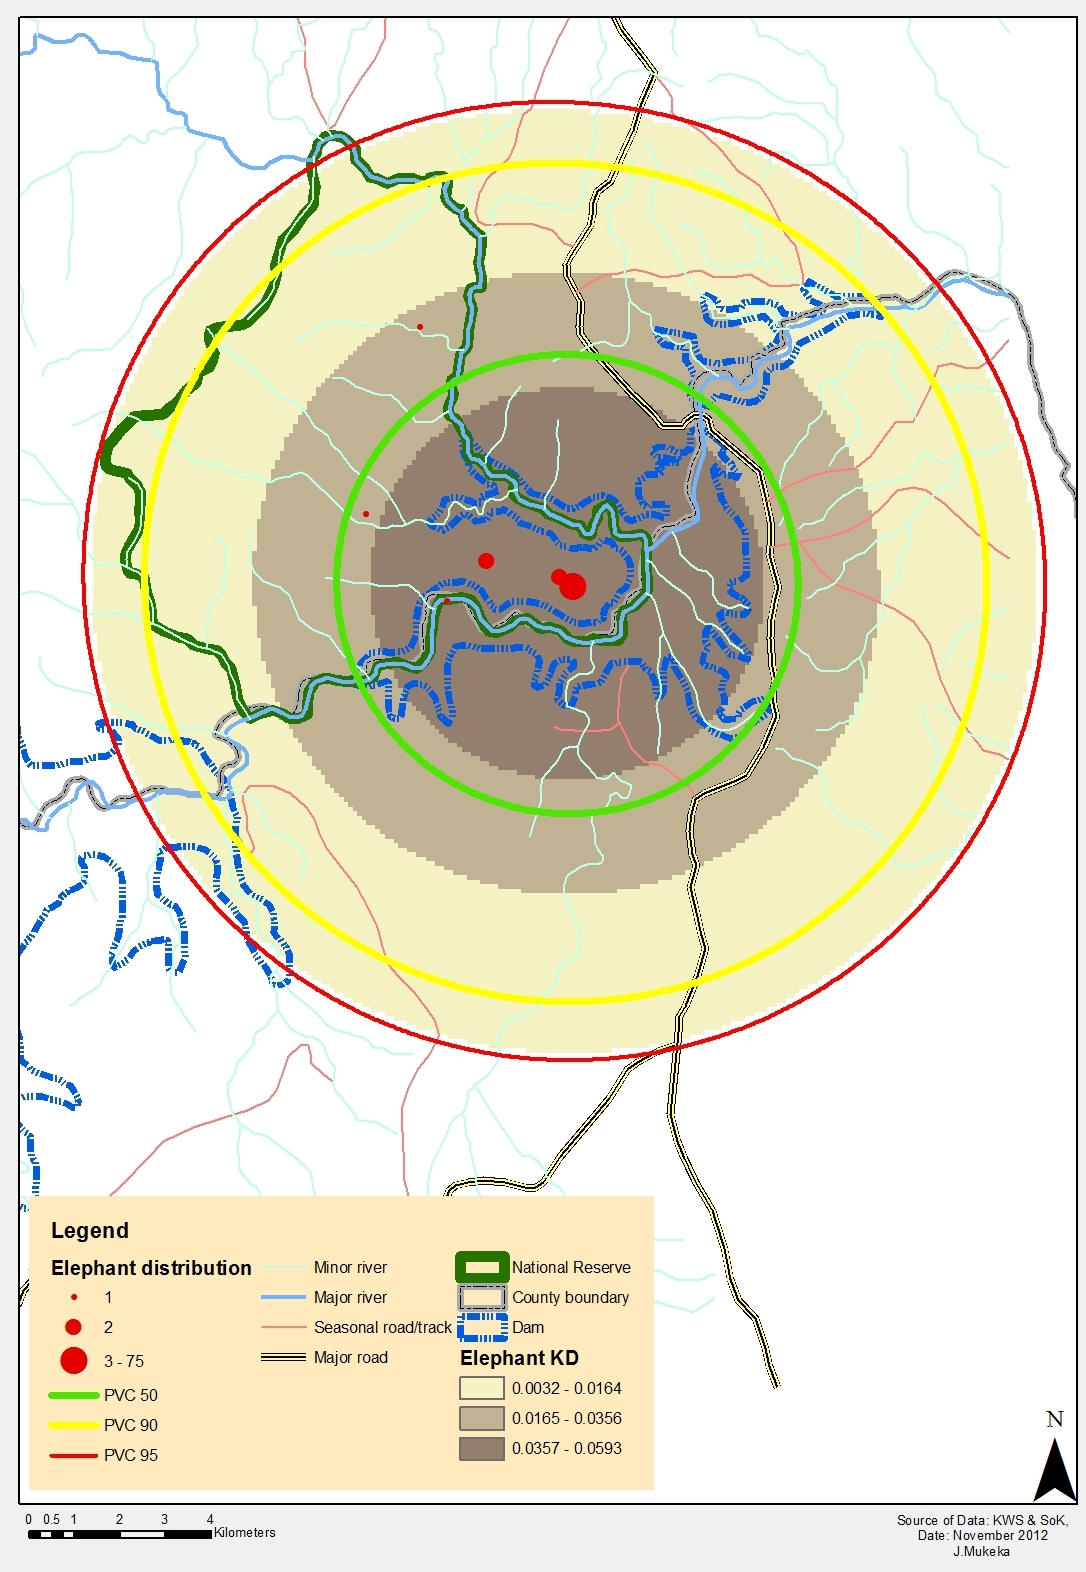 Legend
Elephant distribution
1
2
3 - 75
PVC 50
PVC 90
PVC 95
Minor river
Major river
Seasonal road/track
Major road
National Reserve
County boundary
Dam
Elephant KD
0.0032 - 0.0164
0.0165 - 0.0356
0.0357 - 0.0593
N
0 0.5 1 2 3 4
Kilometers
Source of Data: KWS & SoK,
Date: November 2012
J.Mukeka